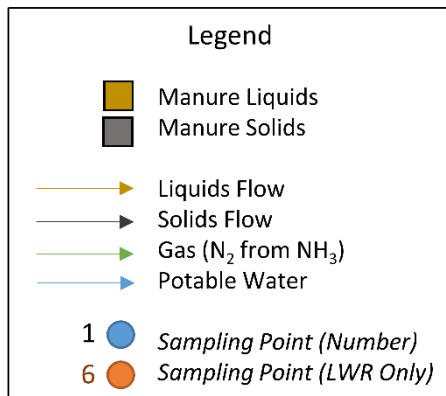 Legend
Manure Liquids
Manure Solids
Liquids Flow
Solids Flow
Gas (N₂ from NH₃)
Potable Water
1 Sampling Point (Number)
6 Sampling Point (LWR Only)